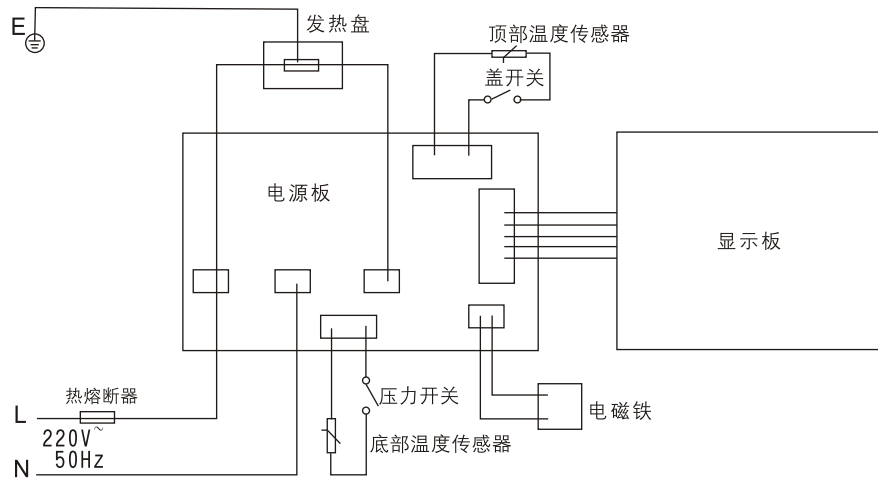 E
发热盘
顶部温度传感器
盖开关
电源板
显示板
热熔断器
L
220V~
50Hz
N
压力开关
底部温度传感器
电磁铁